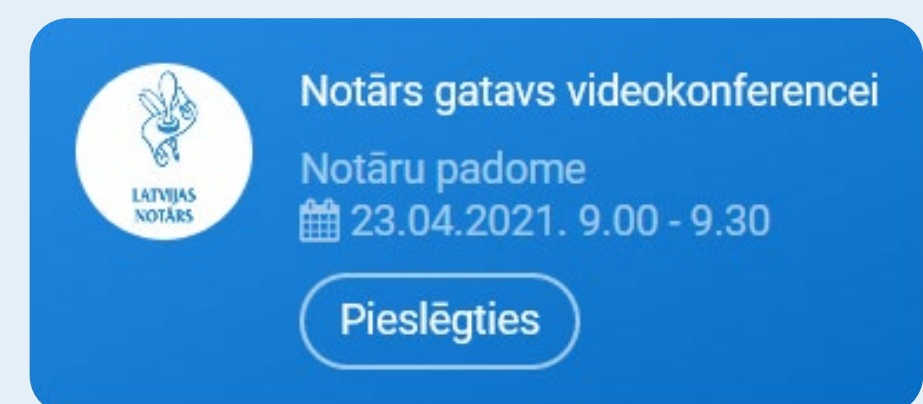 Notārs gatavs videokonferencei
Notāru padome
23.04.2021. 9.00 - 9.30
Pieslēgties
LATVIJAS
NOTĀRS